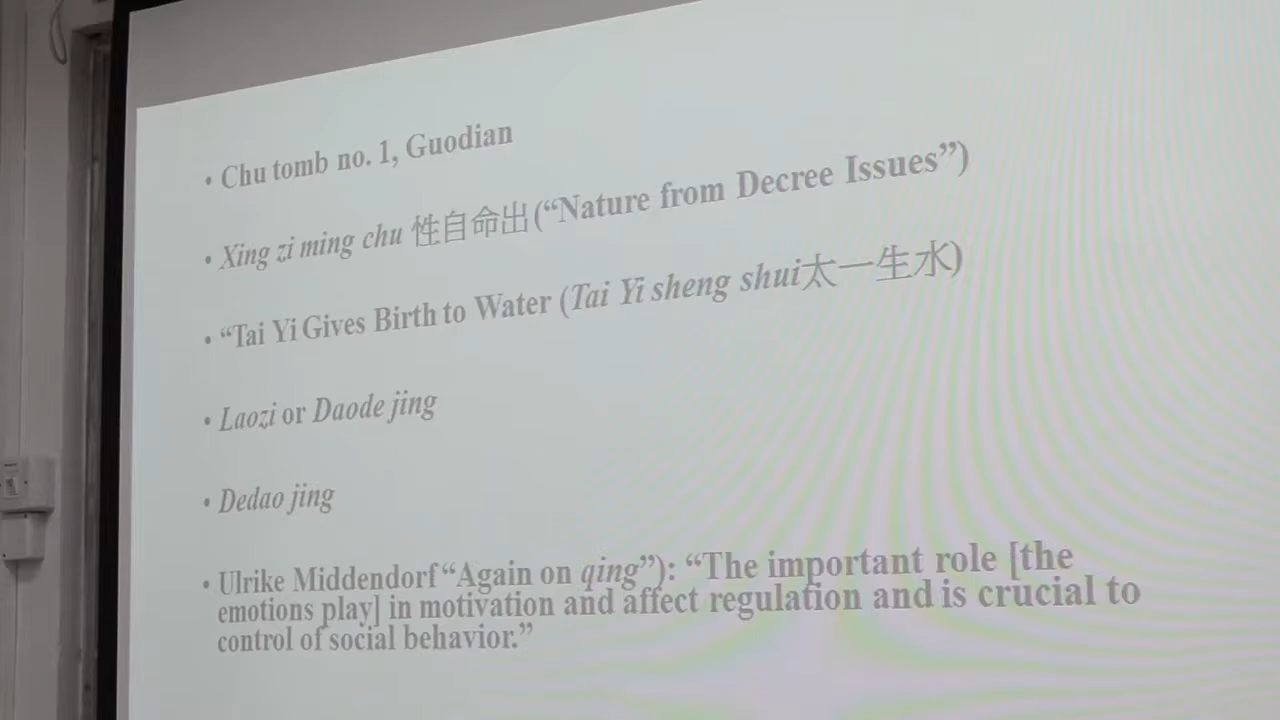 • Chu tomb no. 1, Guodian
• Xing zi ming chu 性自命出(“Nature from Decree Issues”)
• “Tai Yi Gives Birth to Water (Tai Yi sheng shui太一生水)
• Laozi or Daode jing
• Dedao jing
• Ulrike Middendorf “Again on qing”): “The important role [the
emotions play] in motivation and affect regulation and is crucial to
control of social behavior.”